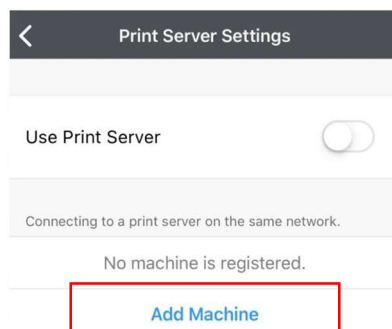 Print Server Settings
Use Print Server
Connecting to a print server on the same network.
No machine is registered.
Add Machine